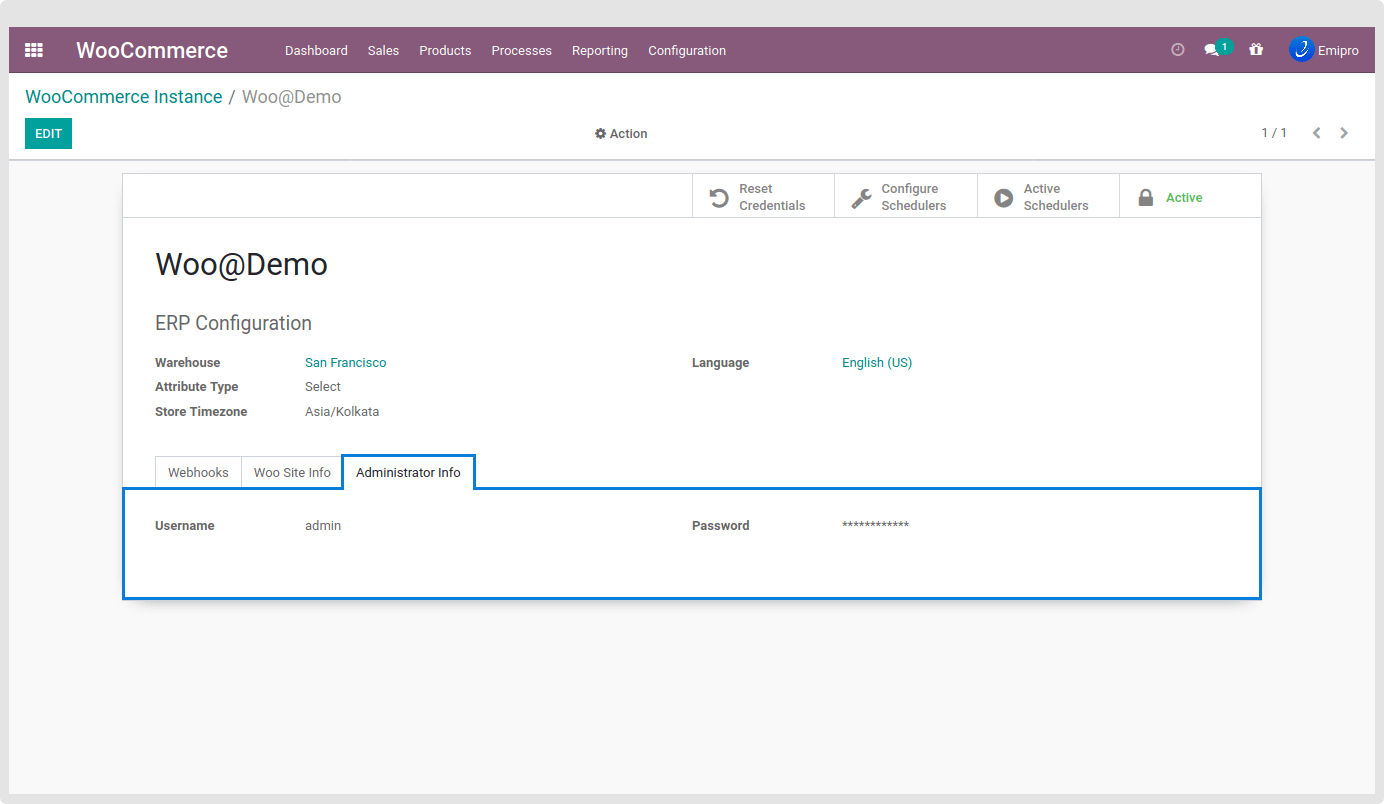 WooCommerce Dashboard Sales Products Processes Reporting Configuration 1 Emipro
WooCommerce Instance / Woo@Demo
EDIT Action 1 / 1
Reset Credentials
Configure Schedulers
Active Schedulers
Active
Woo@Demo
ERP Configuration
Warehouse San Francisco Language English (US)
Attribute Type Select
Store Timezone Asia/Kolkata
Webhooks Woo Site Info Administrator Info
Username admin Password ************